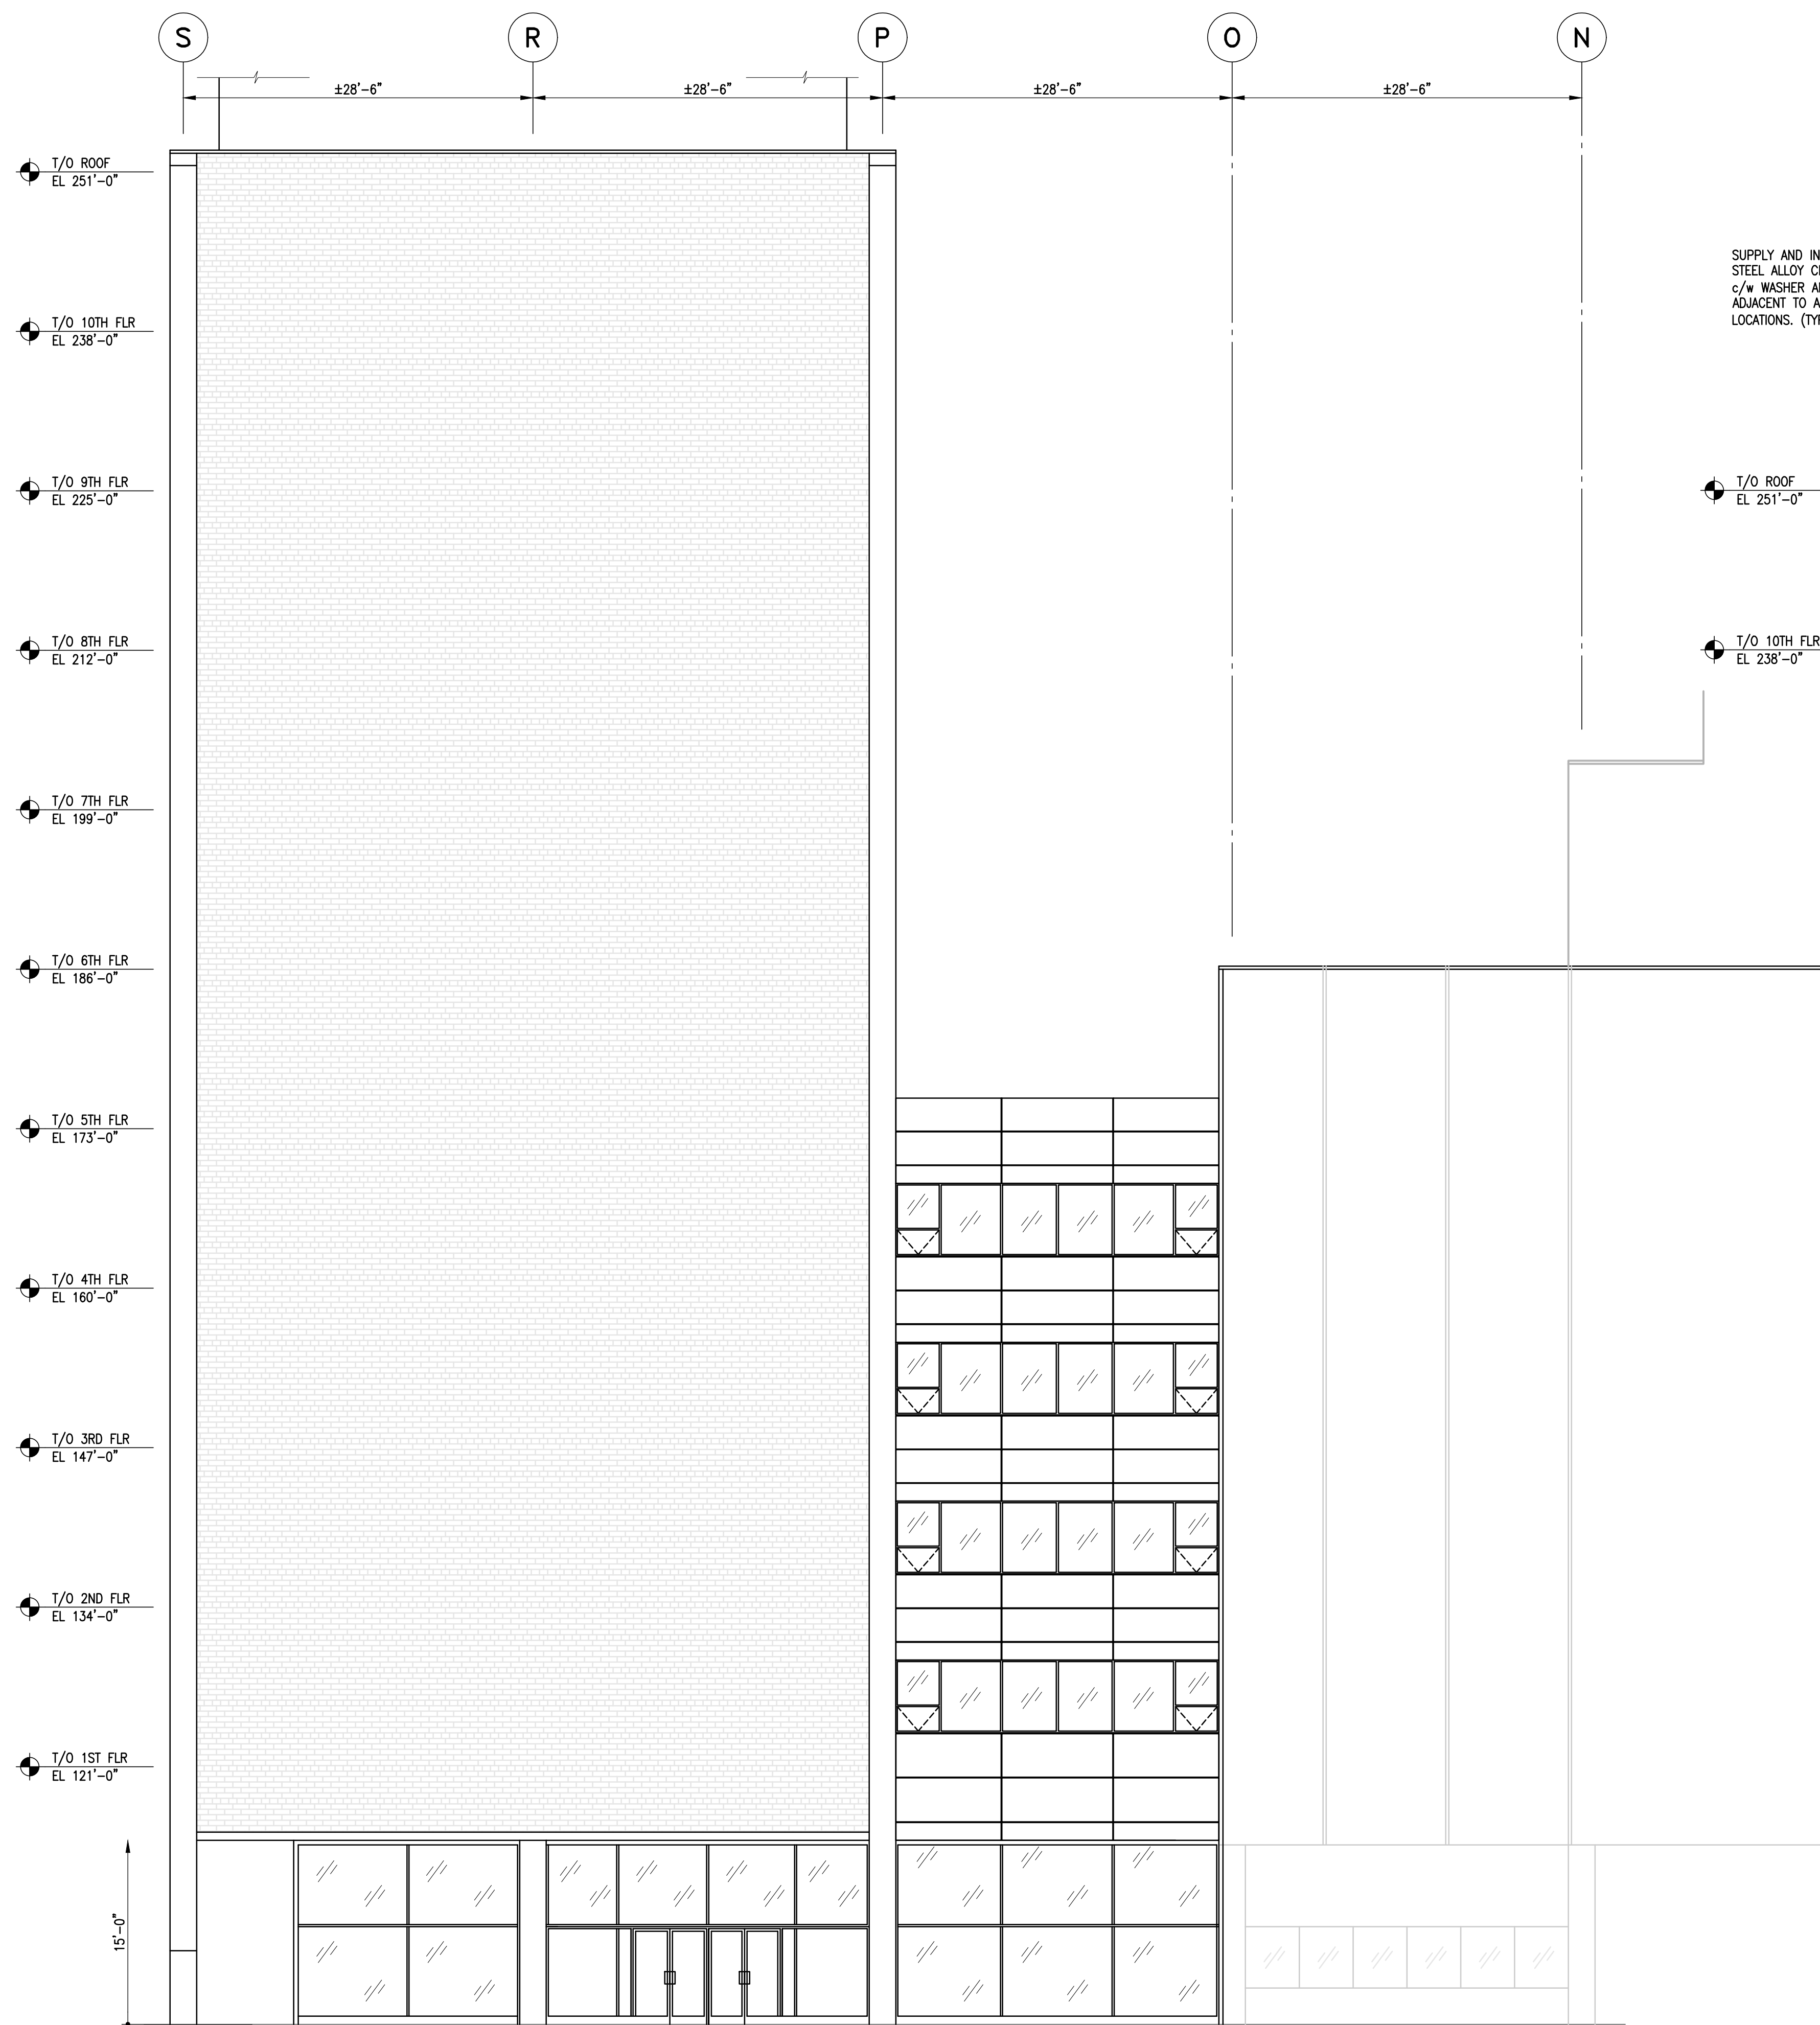 S R P O N
±28'-6" ±28'-6" ±28'-6" ±28'-6"
T/O ROOF
EL 251'-0"
SUPPLY AND IN
STEEL ALLOY
c/w WASHER
ADJACENT TO A
LOCATIONS.
T/O 10TH FLR
EL 238'-0"
T/O 9TH FLR
EL 225'-0"
T/O ROOF
EL 251'-0"
T/O 8TH FLR
EL 212'-0"
T/O 10TH FLR
EL 238'-0"
T/O 7TH FLR
EL 199'-0"
T/O 6TH FLR
EL 186'-0"
T/O 5TH FLR
EL 173'-0"
T/O 4TH FLR
EL 160'-0"
T/O 3RD FLR
EL 147'-0"
T/O 2ND FLR
EL 134'-0"
T/O 1ST FLR
EL 121'-0"
15'-0"